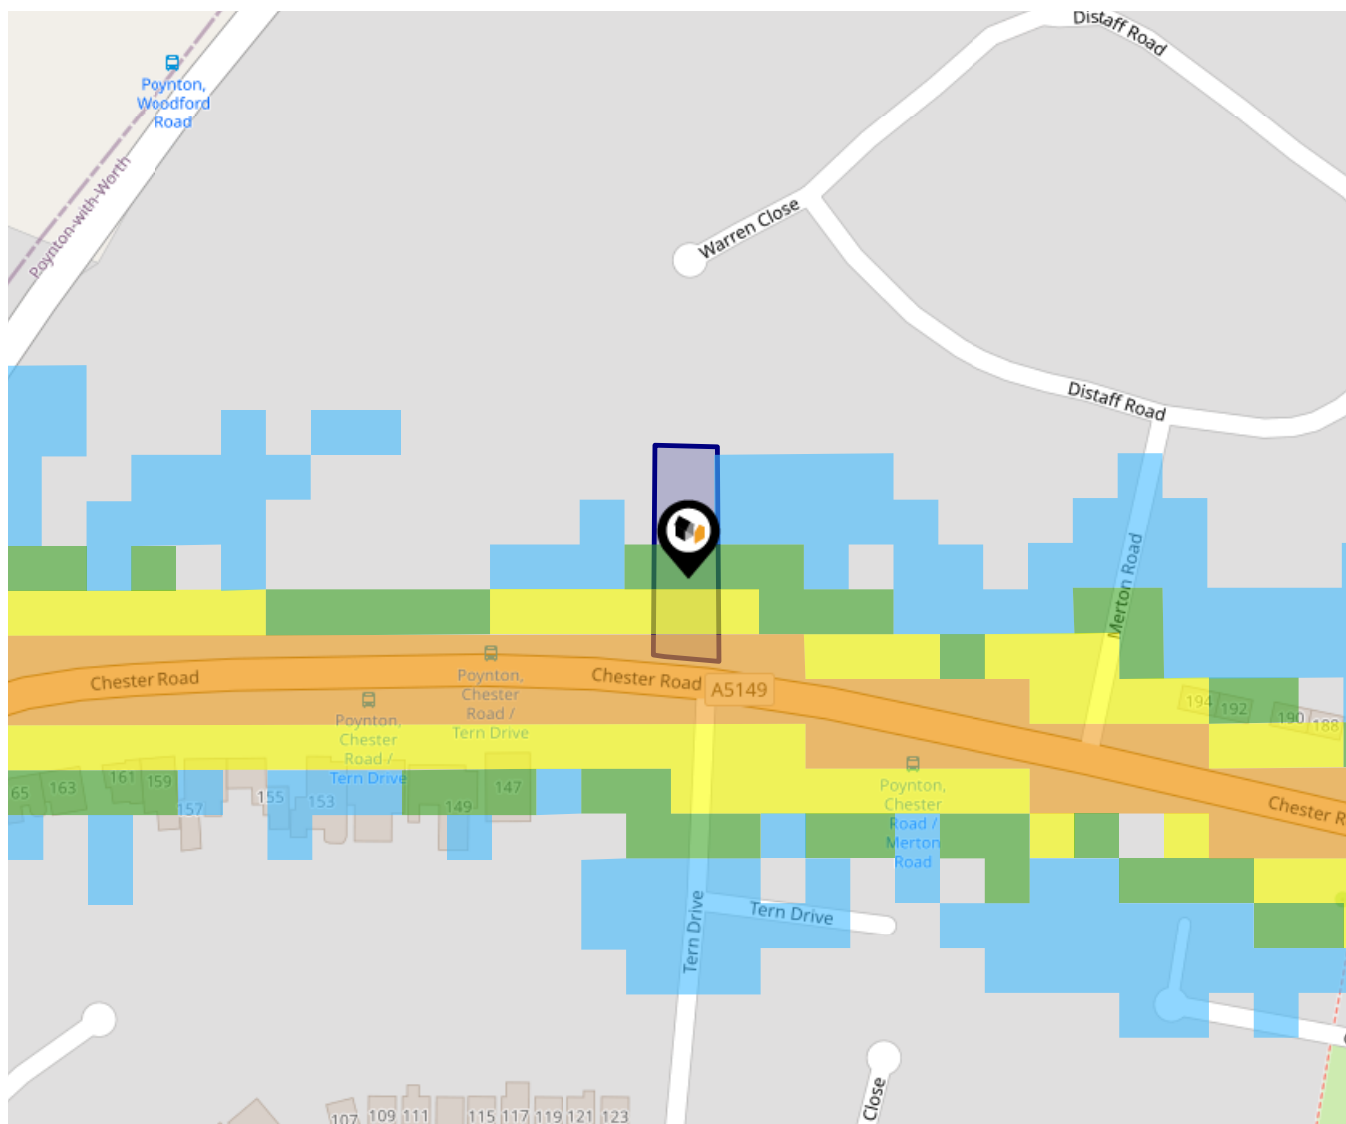 Distaff Road
Poynton,
Woodford
Road
Poynton-with-Worth
Warren Close
Distaff Road
Merton Road
Chester Road
Chester Road
A5149
Poynton,
Chester
Road /
Tern Drive
Poynton,
Chester
Road /
Tern Drive
194
192
190
188
65
163
161
159
157
155
153
149
147
Poynton,
Chester
Road /
Merton
Road
Chester R
Tern Drive
Tern Drive
Close
107
109
111
115
117
119
121
123